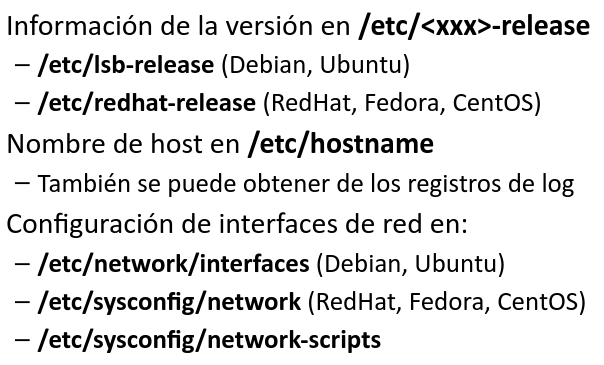 Información de la versión en /etc/<xxx>-release
– /etc/lsb-release (Debian, Ubuntu)
– /etc/redhat-release (RedHat, Fedora, CentOS)
Nombre de host en /etc/hostname
– También se puede obtener de los registros de log
Configuración de interfaces de red en:
– /etc/network/interfaces (Debian, Ubuntu)
– /etc/sysconfig/network (RedHat, Fedora, CentOS)
– /etc/sysconfig/network-scripts